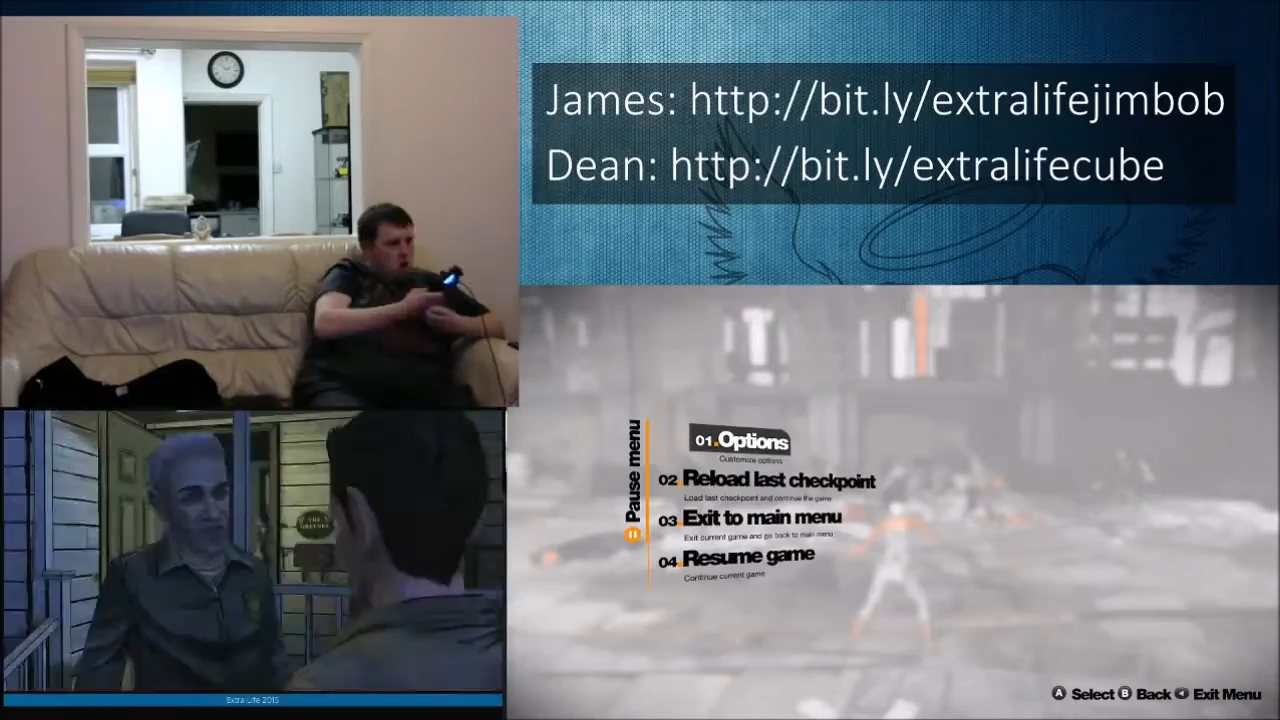 James: http://bit.ly/extralifejimbob
Dean: http://bit.ly/extralifecube
Pause menu
01.Options
Customize options
02.Reload last checkpoint
Load last checkpoint and continue the game
03.Exit to main menu
Exit current game and go back to main menu
04.Resume game
Continue current game
A Select B Back Exit Menu
Extra Life 2015